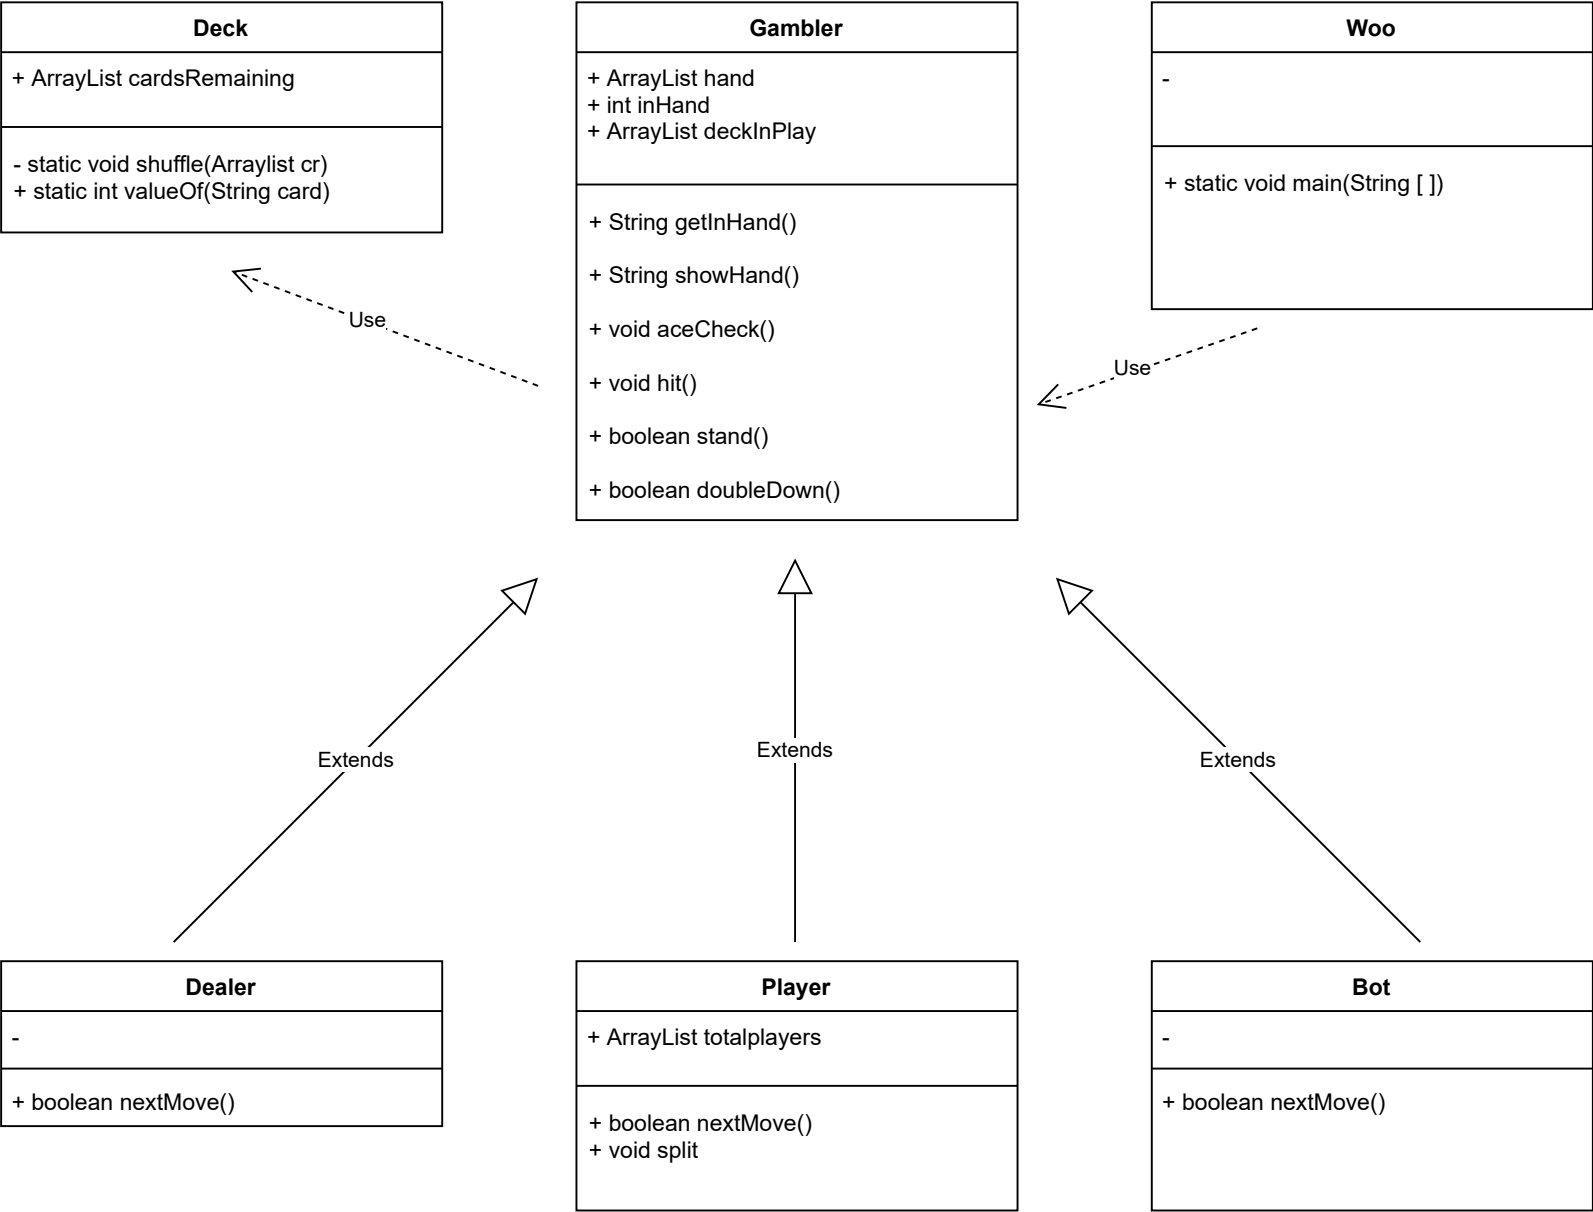 Deck
+ ArrayList cardsRemaining
- static void shuffle(Arraylist cr)
+ static int valueOf(String card)
Gambler
+ ArrayList hand
+ int inHand
+ ArrayList deckInPlay
+ String getInHand()
+ String showHand()
+ void aceCheck()
+ void hit()
+ boolean stand()
+ boolean doubleDown()
Woo
-
+ static void main(String [ ])
Use
Use
Extends
Extends
Extends
Dealer
-
+ boolean nextMove()
Player
+ ArrayList totalplayers
+ boolean nextMove()
+ void split
Bot
-
+ boolean nextMove()